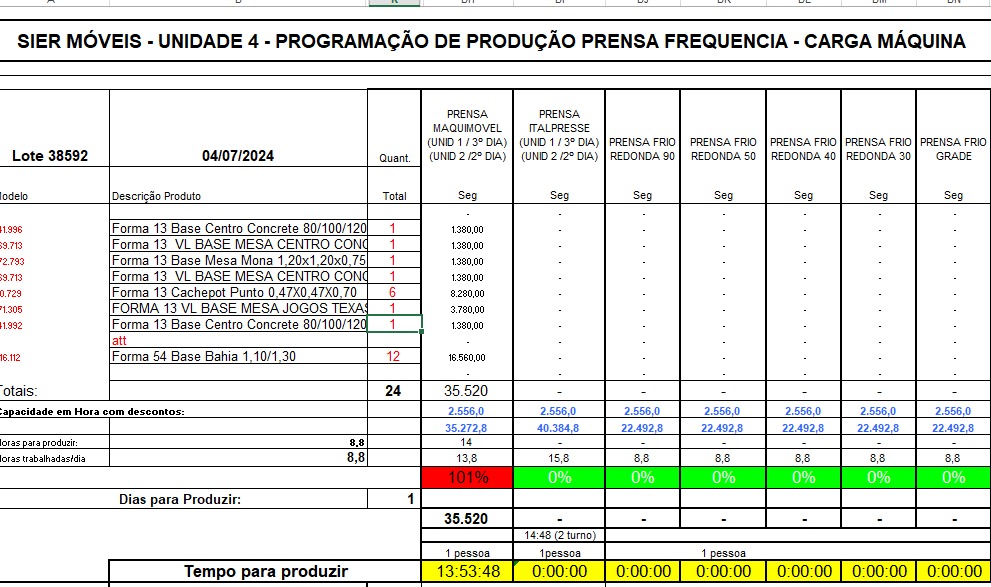 SIER MÓVEIS - UNIDADE 4 - PROGRAMAÇÃO DE PRODUÇÃO PRENSA FREQUENCIA - CARGA MÁQUINA
Lote 38592 04/07/2024 Quant. PRENSA MAQUIMOVEL (UNID 1 / 3º DIA) (UNID 2 /2º DIA) PRENSA ITALPRESSE (UNID 1 / 3º DIA) (UNID 2 /2º DIA) PRENSA FRIO REDONDA 90 PRENSA FRIO REDONDA 50 PRENSA FRIO REDONDA 40 PRENSA FRIO REDONDA 30 PRENSA FRIO GRADE
odelo Descrição Produto Total Seg Seg Seg Seg Seg Seg Seg
- - - - - - -
1.996 Forma 13 Base Centro Concrete 80/100/120 1 1.380,00 - - - - - -
9.713 Forma 13 VL BASE MESA CENTRO CONC 1 1.380,00 - - - - - -
2.793 Forma 13 Base Mesa Mona 1,20x1,20x0,75 1 1.380,00 - - - - - -
9.713 Forma 13 VL BASE MESA CENTRO CONC 1 1.380,00 - - - - - -
0.729 Forma 13 Cachepot Punto 0,47X0,47X0,70 6 8.280,00 - - - - - -
1.305 FORMA 13 VL BASE MESA JOGOS TEXAS 1 3.780,00 - - - - - -
1.992 Forma 13 Base Centro Concrete 80/100/120 1 1.380,00 - - - - - -
att - - - - - - -
16.112 Forma 54 Base Bahia 1,10/1,30 12 16.560,00 - - - - - -
- - - - - - -
otais: 24 35.520 - - - - - -
Capacidade em Hora com descontos: 2.556,0 2.556,0 2.556,0 2.556,0 2.556,0 2.556,0 2.556,0
35.272,8 40.384,8 22.492,8 22.492,8 22.492,8 22.492,8 22.492,8
oras para produzir: 8,8 14 - - - - - -
oras trabalhadas/dia 8,8 13,8 15,8 8,8 8,8 8,8 8,8 8,8
101% 0% 0% 0% 0% 0% 0%
Dias para Produzir: 1
35.520 - - - - - -
14:48 (2 turno)
1 pessoa 1pessoa 1 pessoa
Tempo para produzir 13:53:48 0:00:00 0:00:00 0:00:00 0:00:00 0:00:00 0:00:00